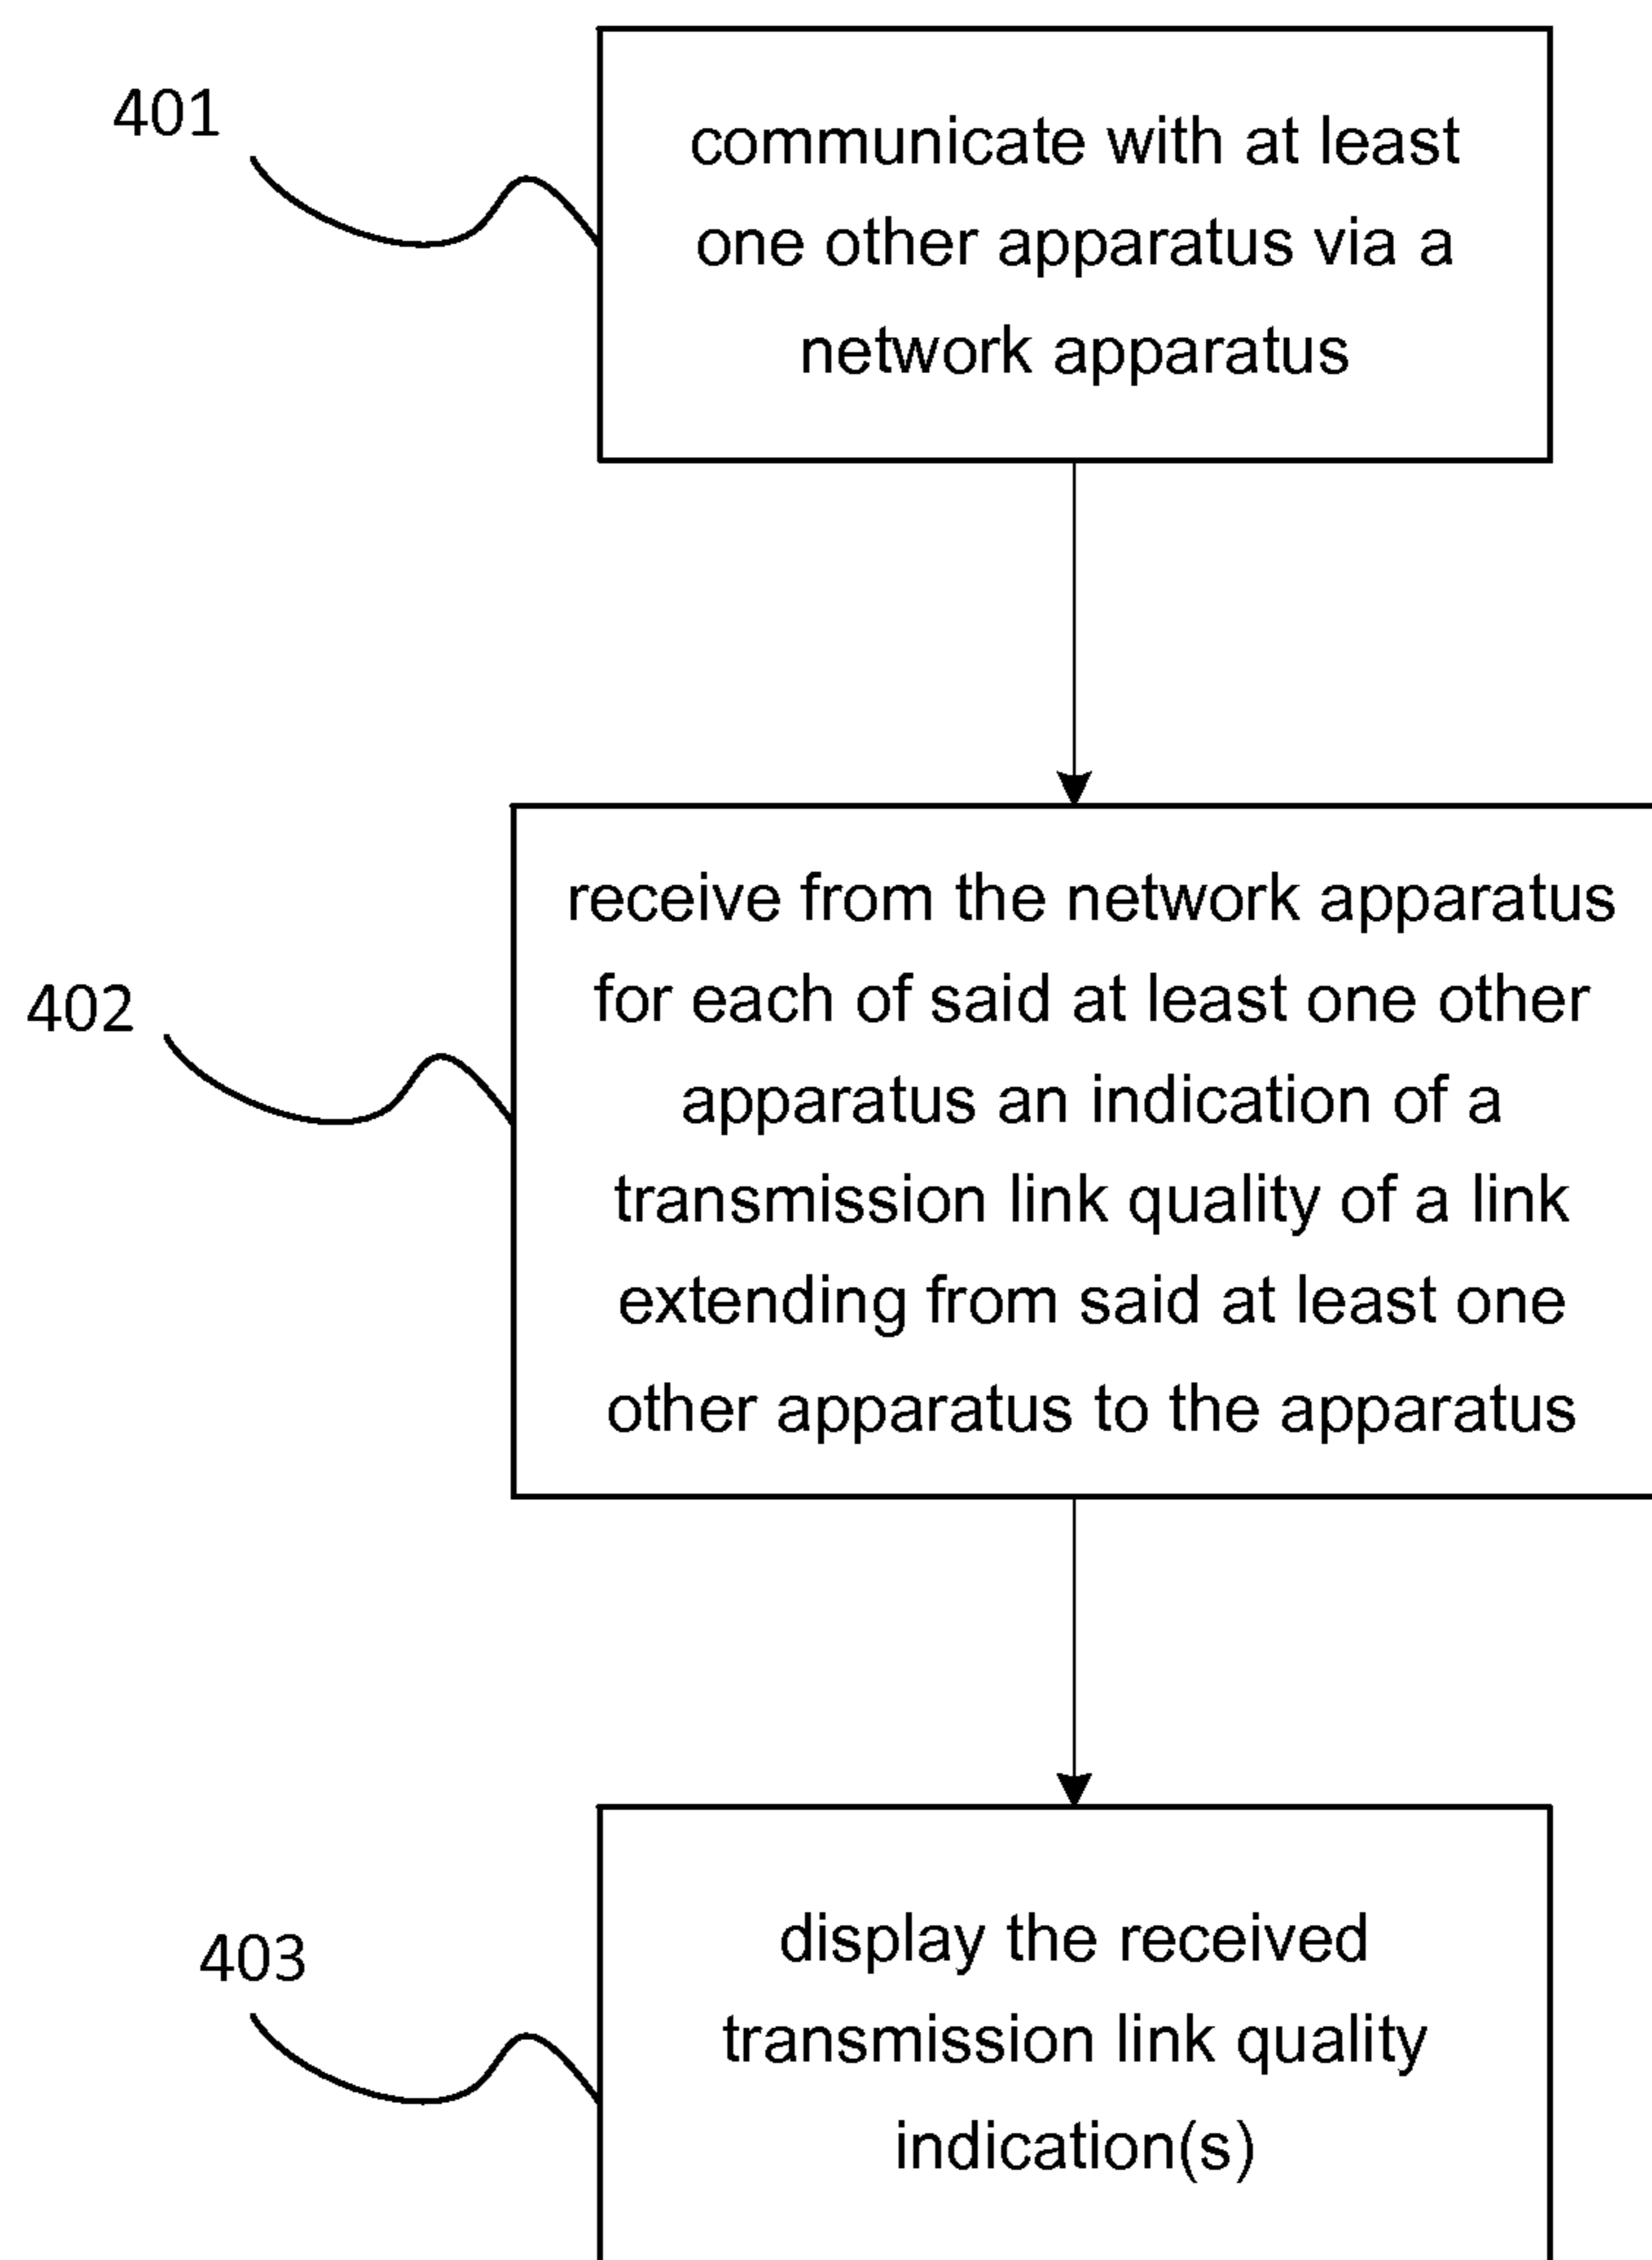 401
communicate with at least
one other apparatus via a
network apparatus
402
receive from the network apparatus
for each of said at least one other
apparatus an indication of a
transmission link quality of a link
extending from said at least one
other apparatus to the apparatus
403
display the received
transmission link quality
indication(s)